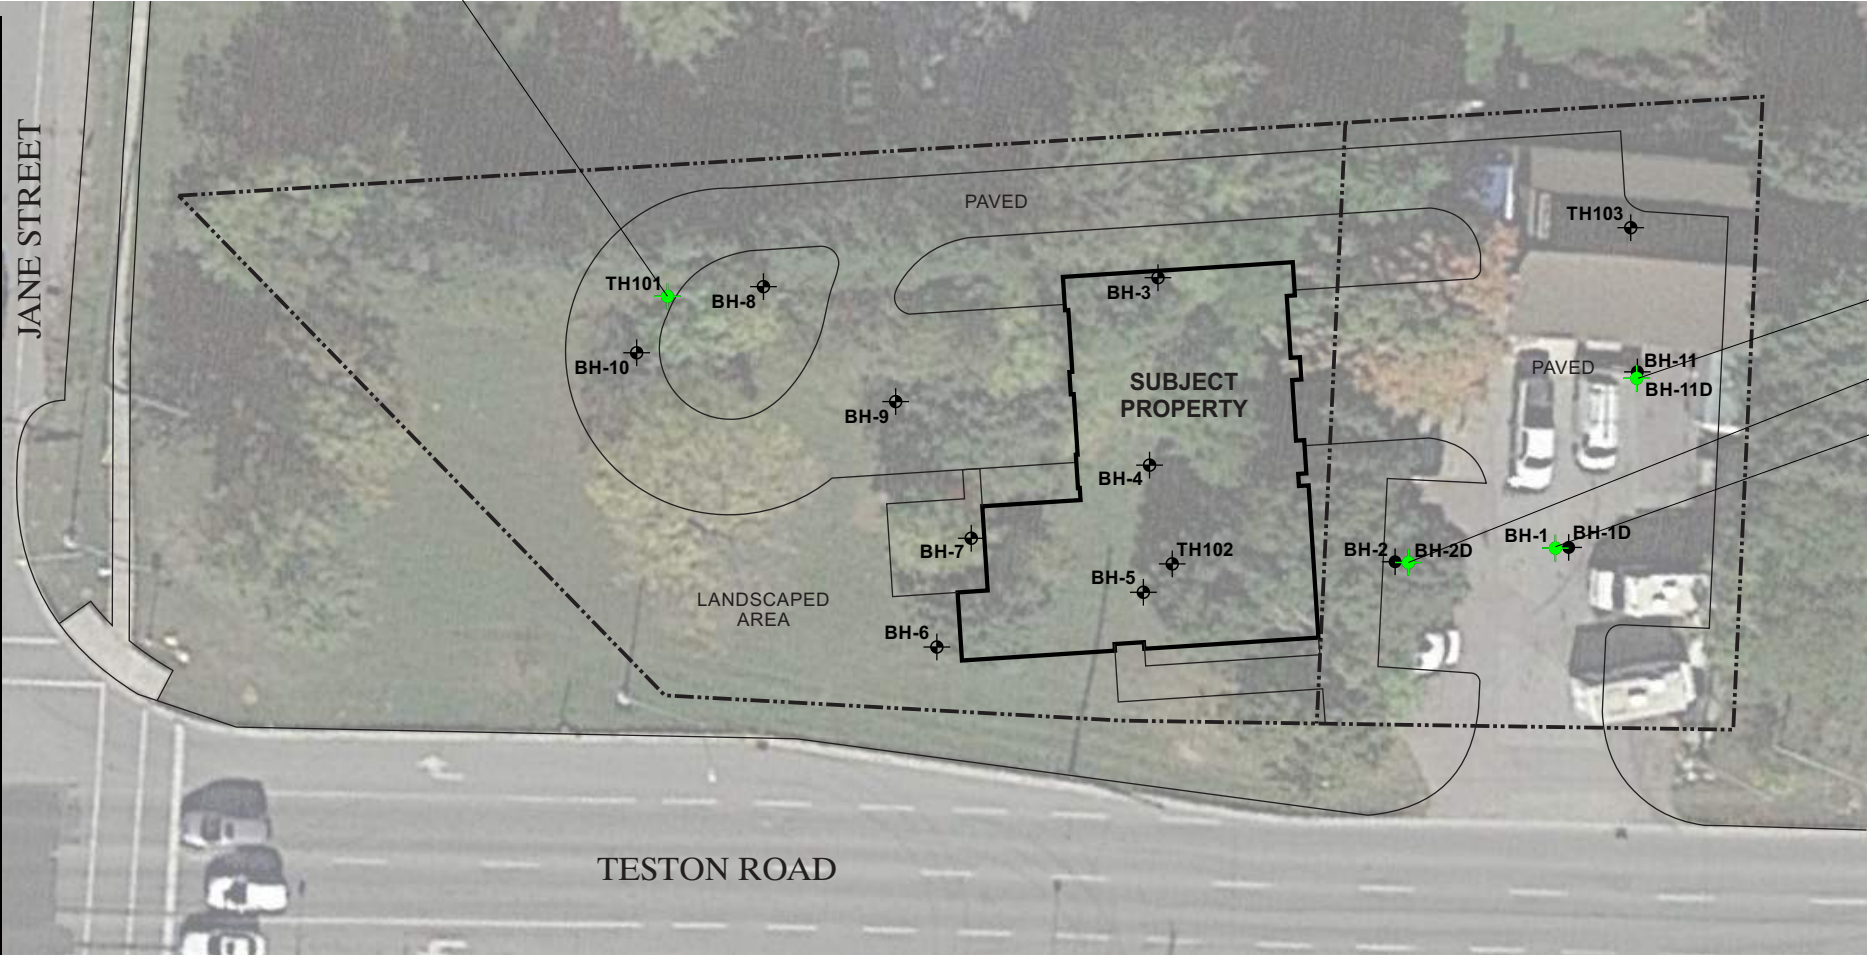 JANE STREET
PAVED
TH103
TH101
BH-8
BH-3
BH-10
PAVED
BH-11
BH-11D
SUBJECT
PROPERTY
BH-9
BH-4
BH-7
TH102
BH-2
BH-2D
BH-1
BH-1D
BH-5
LANDSCAPED
AREA
BH-6
TESTON ROAD